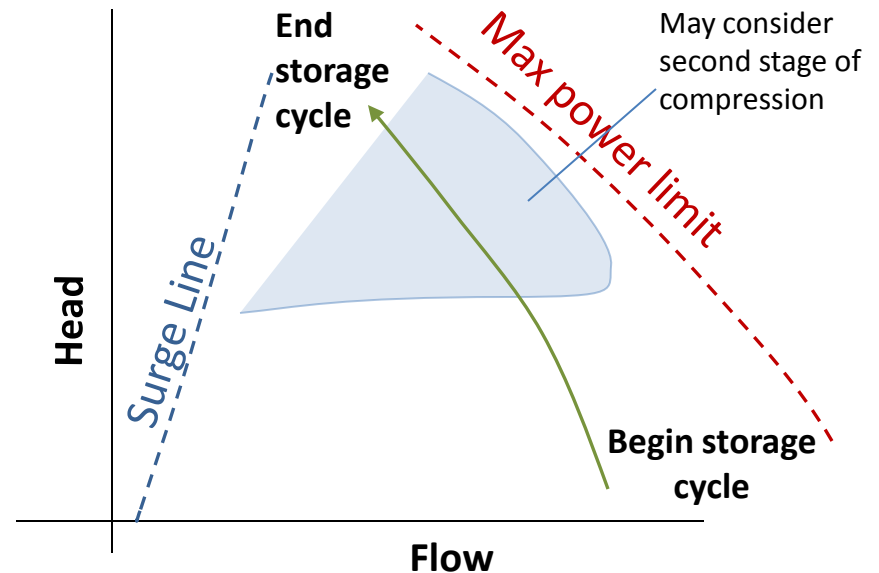 End
storage
cycle
Max power limit
May consider
second stage of
compression
Surge Line
Head
Begin storage
cycle
Flow